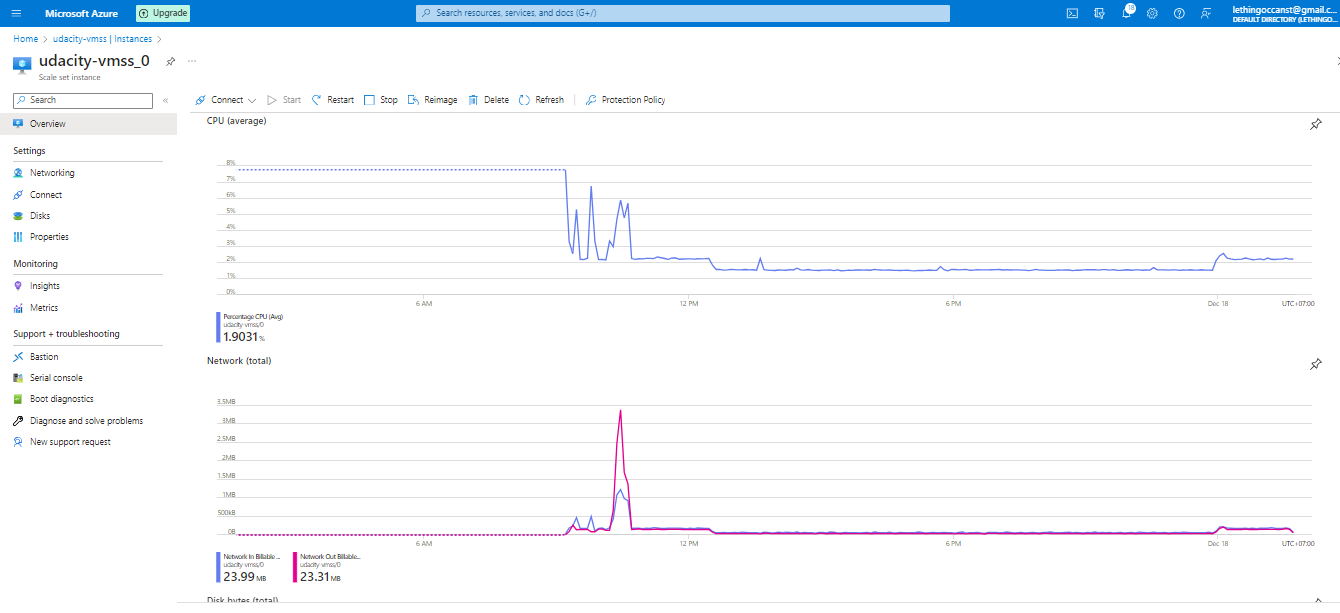 Microsoft Azure
Upgrade
Search resources, services, and docs (G+/)
18
lethingoccanst@gmail.c...
DEFAULT DIRECTORY (LETHINGO...
Home > udacity-vmss | Instances >
udacity-vmss_0
...
Scale set instance
Search
«
Connect
Start
Restart
Stop
Reimage
Delete
Refresh
Protection Policy
Overview
Settings
Networking
Connect
Disks
Properties
Monitoring
Insights
Metrics
Support + troubleshooting
Bastion
Serial console
Boot diagnostics
Diagnose and solve problems
New support request
CPU (average)
8%
7%
6%
5%
4%
3%
2%
1%
0%
6 AM
12 PM
6 PM
Dec 18
UTC+07:00
Percentage CPU (Avg)
udacity-vmss/0
1.9031 %
Network (total)
3.5MB
3MB
2.5MB
2MB
1.5MB
1MB
500kB
0B
6 AM
12 PM
6 PM
Dec 18
UTC+07:00
Network In Billable ...
udacity-vmss/0
23.99 MB
Network Out Billable...
udacity-vmss/0
23.31 MB
Disk bytes (total)